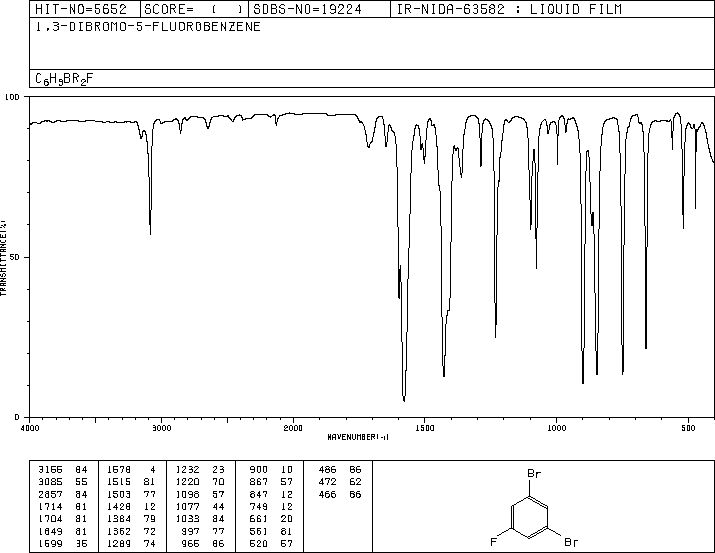 HIT-NO=5652 SCORE= ( ) SDBS-NO=19224 IR-NIDA-63582 : LIQUID FILM
1,3-DIBROMO-5-FLUOROBENZENE
C6H3BR2F
100
50
0
TRANSMITTANCE(%)
4000 3000 2000 1500 1000 500
WAVENUMBER(-1)
3155 84 1578 4 1232 23 900 10 486 86
3085 55 1515 81 1220 70 867 57 472 62
2857 84 1503 77 1098 57 847 12 466 86
1714 81 1428 12 1077 44 749 12
1704 81 1384 79 1033 84 661 20
1649 81 1362 72 997 77 561 81
1599 35 1289 74 965 86 520 57
Br
F
Br